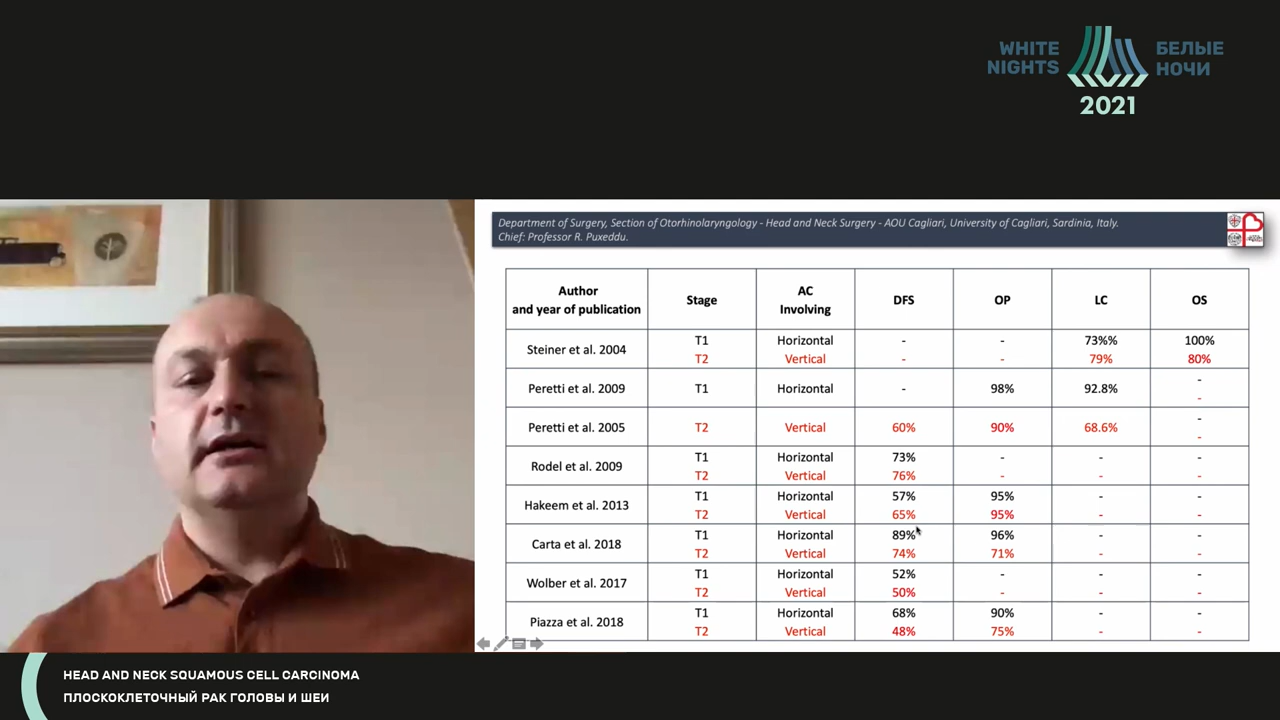 WHITE NIGHTS
БЕЛЫЕ НОЧИ
2021
Department of Surgery, Section of Otorhinolaryngology - Head and Neck Surgery - AOU Cagliari, University of Cagliari, Sardinia, Italy.
Chief: Professor R. Puxeddu.
Author and year of publication Stage AC Involving DFS OP LC OS
Steiner et al. 2004 T1 Horizontal - - 73%% 100%
T2 Vertical - - 79% 80%
Peretti et al. 2009 T1 Horizontal - 98% 92.8% -
-
Peretti et al. 2005 T2 Vertical 60% 90% 68.6% -
-
Rodel et al. 2009 T1 Horizontal 73% - - -
T2 Vertical 76% - - -
Hakeem et al. 2013 T1 Horizontal 57% 95% - -
T2 Vertical 65% 95% - -
Carta et al. 2018 T1 Horizontal 89% 96% - -
T2 Vertical 74% 71% - -
Wolber et al. 2017 T1 Horizontal 52% - - -
T2 Vertical 50% - - -
Piazza et al. 2018 T1 Horizontal 68% 90% - -
T2 Vertical 48% 75% - -
HEAD AND NECK SQUAMOUS CELL CARCINOMA
ПЛОСКОКЛЕТОЧНЫЙ РАК ГОЛОВЫ И ШЕИ